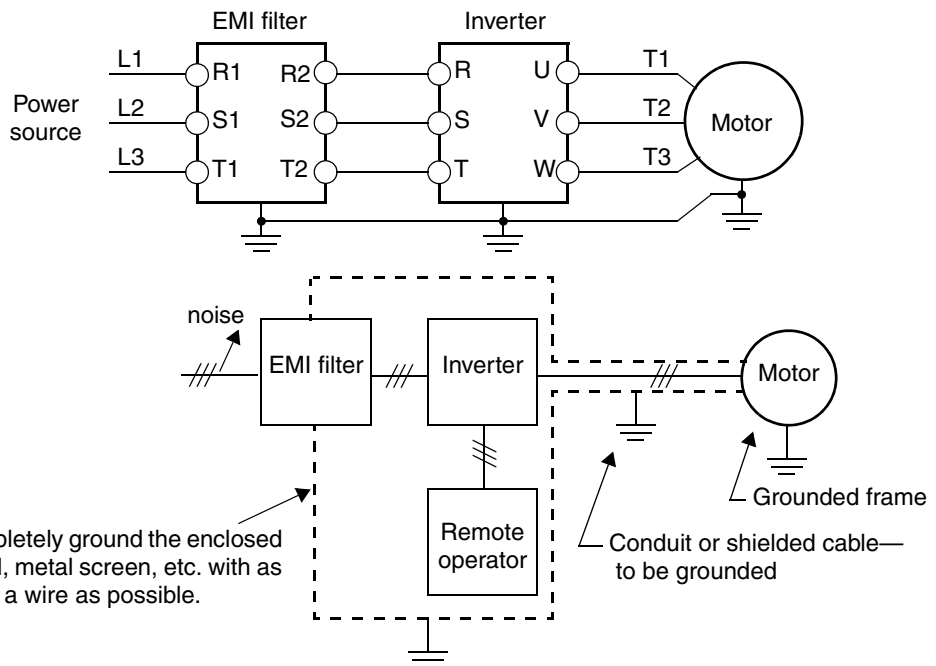 EMI filter
Inverter
L1
R1
R2
R
U
T1
Power
source
L2
S1
S2
S
V
T2
Motor
L3
T1
T2
T
W
T3
noise
EMI filter
Inverter
Motor
Grounded frame
Remote
operator
pletely ground the enclosed
, metal screen, etc. with as
a wire as possible.
Conduit or shielded cable—
to be grounded